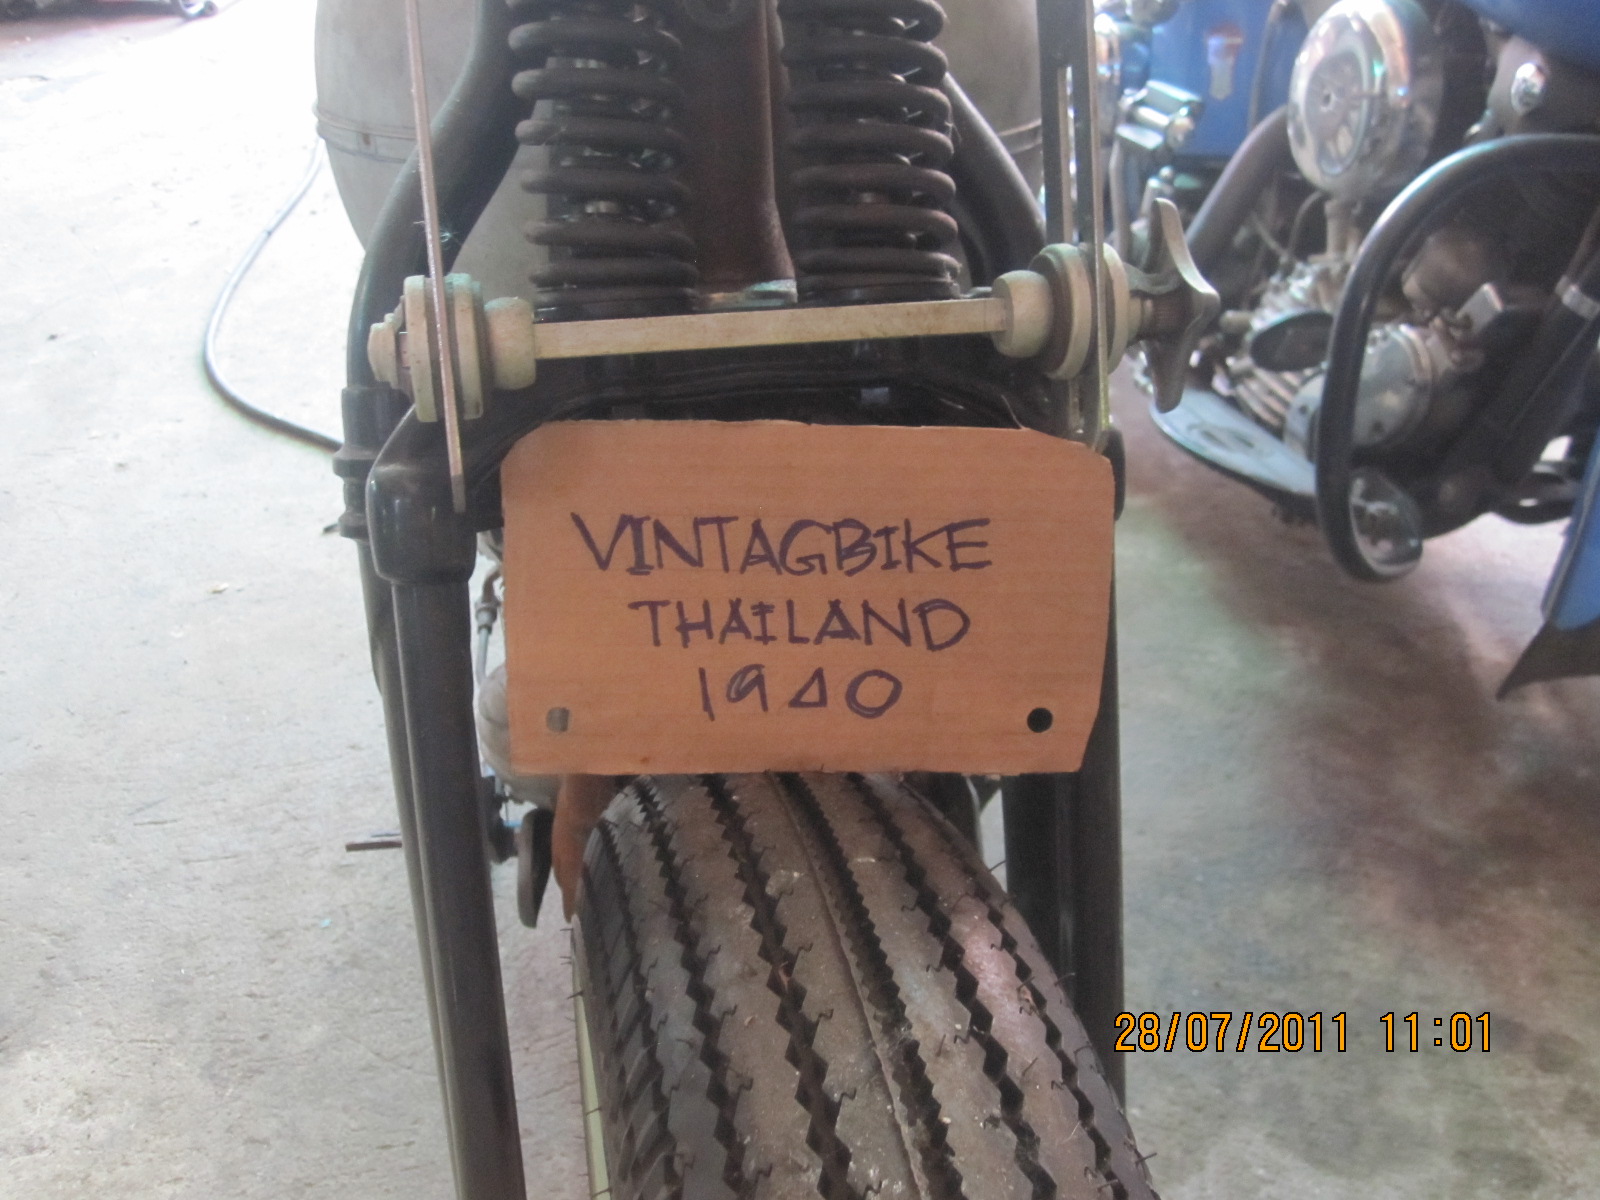 VINTAGBIKE
THAILAND
1940
28/07/2011 11:01